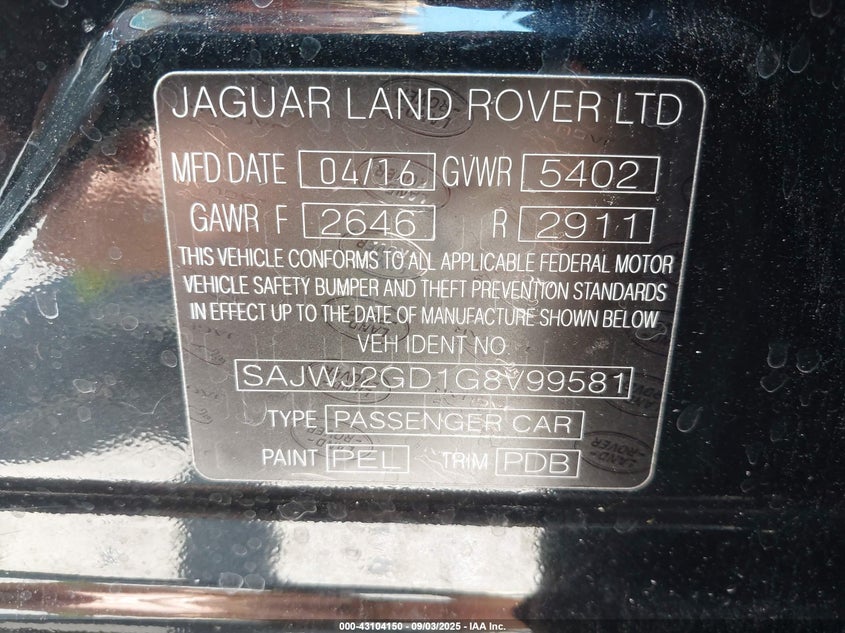 JAGUAR LAND ROVER LTD
MFD DATE 04/16 GVWR 5402
GAWR F 2646 R 2911
THIS VEHICLE CONFORMS TO ALL APPLICABLE FEDERAL MOTOR
VEHICLE SAFETY BUMPER AND THEFT PREVENTION STANDARDS
IN EFFECT UP TO THE DATE OF MANUFACTURE SHOWN BELOW
VEH IDENT NO
SAJWJ2GD1G8V99581
TYPE PASSENGER CAR
PAINT PEL TRIM PDB
LAND-
-ROVER
000-43104150 - 09/03/2025 - IAA Inc.